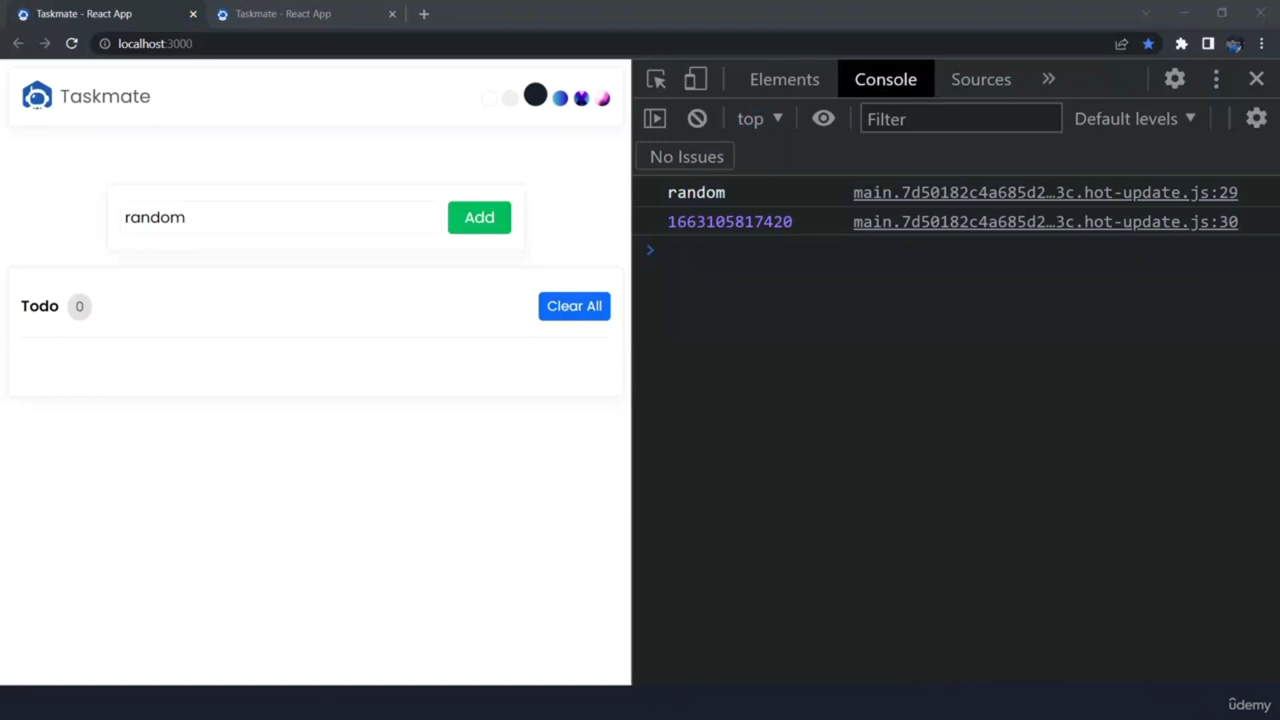 Taskmate - React App
Taskmate - React App
localhost:3000
Taskmate
random
Add
Todo 0
Clear All
Elements Console Sources
top Filter Default levels
No Issues
random main.7d50182c4a685d2…3c.hot-update.js:29
1663105817420 main.7d50182c4a685d2…3c.hot-update.js:30
ûdemy